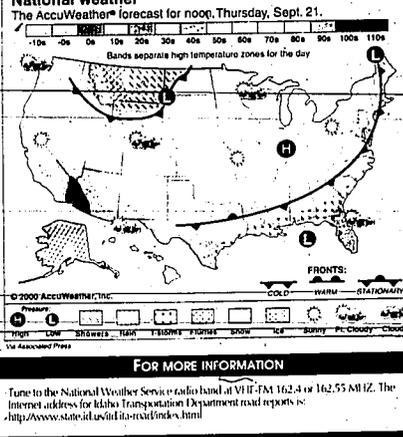 National Weather
The AccuWeather® forecast for noon, Thursday, Sept. 21.
-10s -0s 0s 10s 20s 30s 40s 50s 60s 70s 80s 90s 100s 110s
Bands separate high temperature zones for the day
L
L
H
L
FRONTS:
COLD WARM STATIONARY
© 2000 AccuWeather, Inc.
Pressure:
H L
High Low Showers Rain T-storms Flurries Snow Ice Sunny Pt. Cloudy Cloudy
Via Associated Press
FOR MORE INFORMATION
Tune to the National Weather Service radio band at VHF-FM 162.4 or 162.55 MHZ. The
Internet address for Idaho Transportation Department road reports is:
http://www.state.id.us/itd/ita-road/index.html